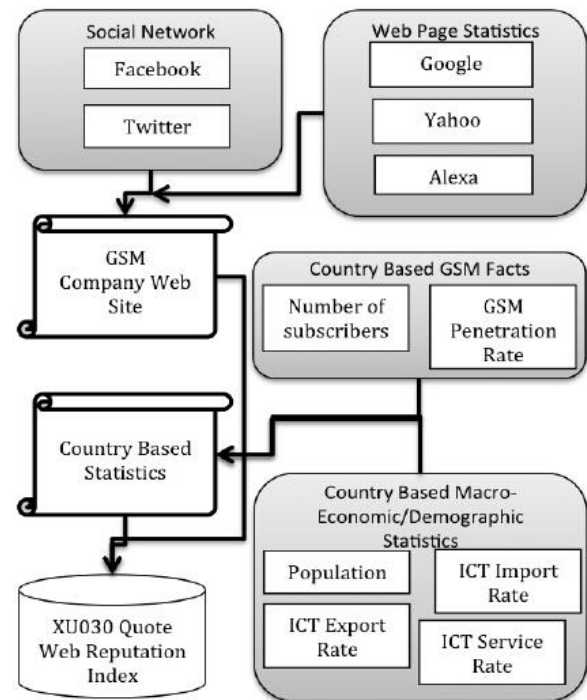 Social Network
Facebook
Twitter
Web Page Statistics
Google
Yahoo
Alexa
GSM
Company Web
Site
Country Based GSM Facts
Number of
subscribers
GSM
Penetration
Rate
Country Based
Statistics
Country Based Macro-
Economic/Demographic
Statistics
Population
ICT Import
Rate
ICT Export
Rate
ICT Service
Rate
XU030 Quote
Web Reputation
Index